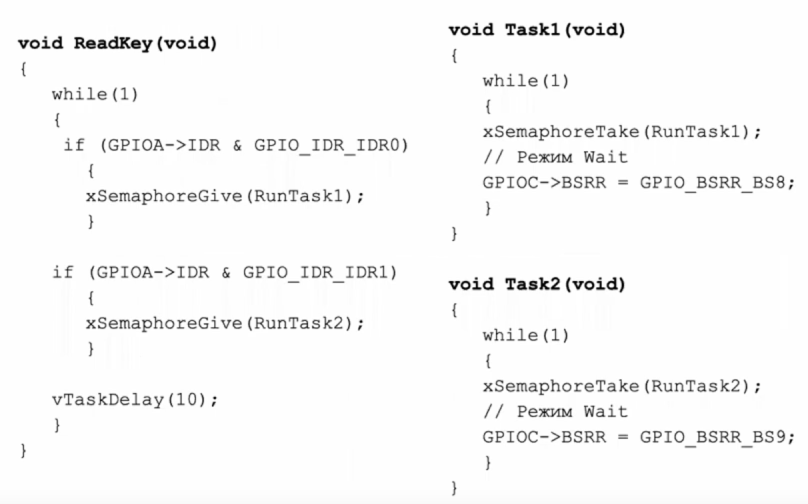 void ReadKey(void)
{
while(1)
{
if (GPIOA->IDR & GPIO_IDR_IDR0)
{
xSemaphoreGive(RunTask1);
}
if (GPIOA->IDR & GPIO_IDR_IDR1)
{
xSemaphoreGive(RunTask2);
}
vTaskDelay(10);
}
}
void Task1(void)
{
while(1)
{
xSemaphoreTake(RunTask1);
// Режим Wait
GPIOC->BSRR = GPIO_BSRR_BS8;
}
}
void Task2(void)
{
while(1)
{
xSemaphoreTake(RunTask2);
// Режим Wait
GPIOC->BSRR = GPIO_BSRR_BS9;
}
}